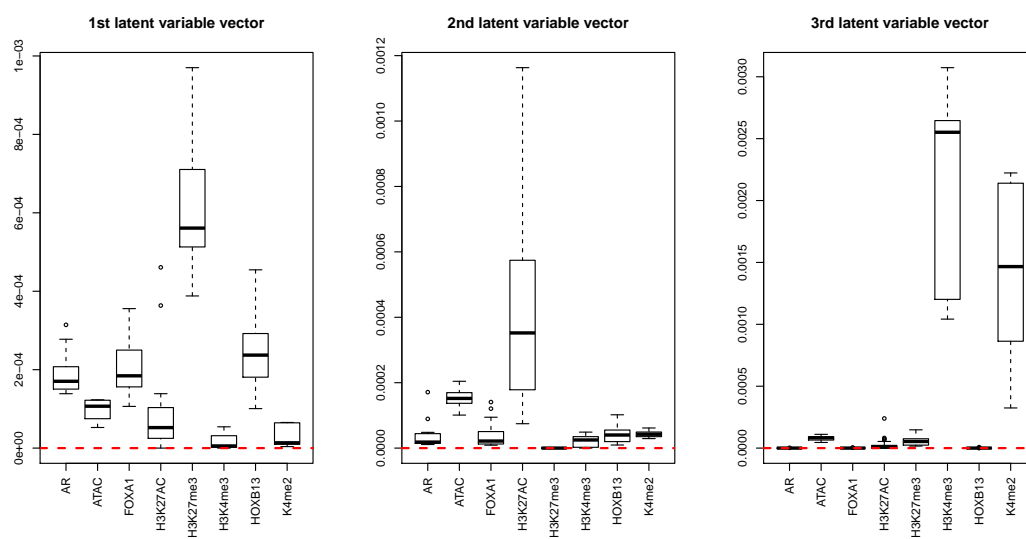 1st latent variable vector
1e−03
8e−04
6e−04
4e−04
2e−04
0e+00
AR
ATAC
FOXA1
H3K27AC
H3K27me3
H3K4me3
HOXB13
K4me2
2nd latent variable vector
0.0012
0.0010
0.0008
0.0006
0.0004
0.0002
0.0000
AR
ATAC
FOXA1
H3K27AC
H3K27me3
H3K4me3
HOXB13
K4me2
3rd latent variable vector
0.0030
0.0025
0.0020
0.0015
0.0010
0.0005
0.0000
AR
ATAC
FOXA1
H3K27AC
H3K27me3
H3K4me3
HOXB13
K4me2